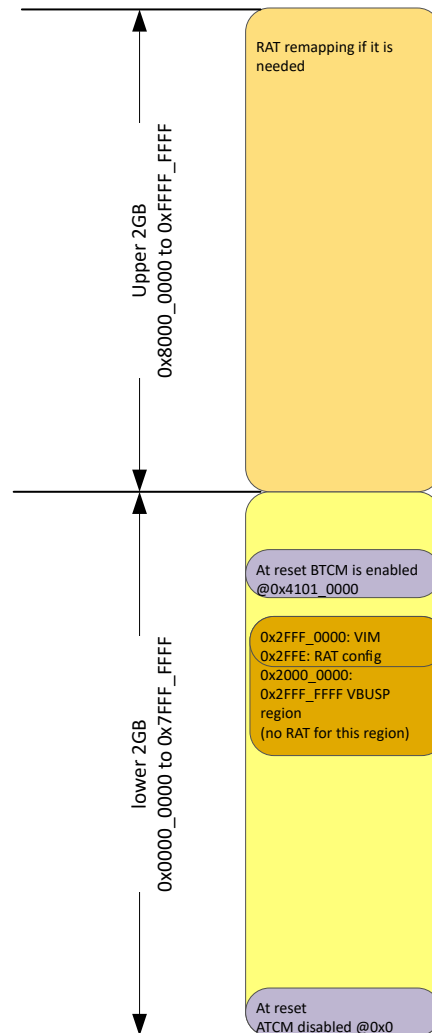 RAT remapping if it is
needed
Upper 2GB
0x8000_0000 to 0xFFFF_FFFF
At reset BTCM is enabled
@0x4101_0000
0x2FFF_0000: VIM
0x2FFE: RAT config
0x2000_0000:
0x2FFF_FFFF VBUSP
region
(no RAT for this region)
lower 2GB
0x0000_0000 to 0x7FFF_FFFF
At reset
ATCM disabled @0x0